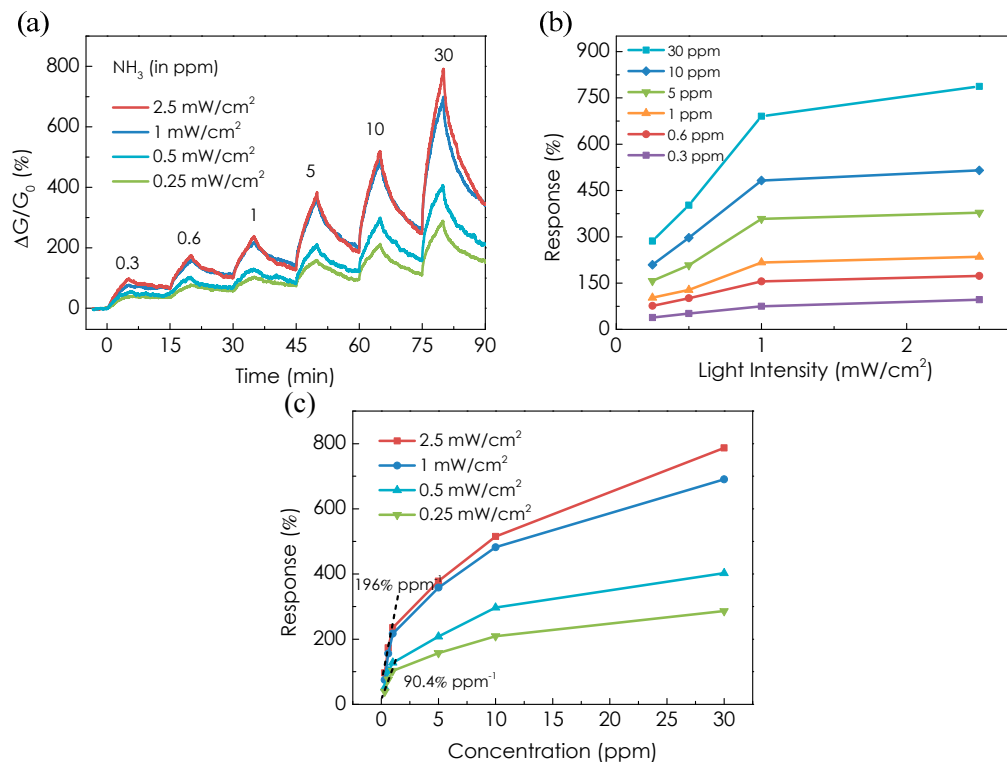 (a)
NH₃ (in ppm)
2.5 mW/cm²
1 mW/cm²
0.5 mW/cm²
0.25 mW/cm²
0.3
0.6
1
5
10
30
800
600
400
200
0
ΔG/G₀ (%)
0 15 30 45 60 75 90
Time (min)
(b)
30 ppm
10 ppm
5 ppm
1 ppm
0.6 ppm
0.3 ppm
900
750
600
450
300
150
0
Response (%)
0 1 2
Light Intensity (mW/cm²)
(c)
2.5 mW/cm²
1 mW/cm²
0.5 mW/cm²
0.25 mW/cm²
196% ppm⁻¹
90.4% ppm⁻¹
800
600
400
200
0
Response (%)
0 5 10 15 20 25 30
Concentration (ppm)